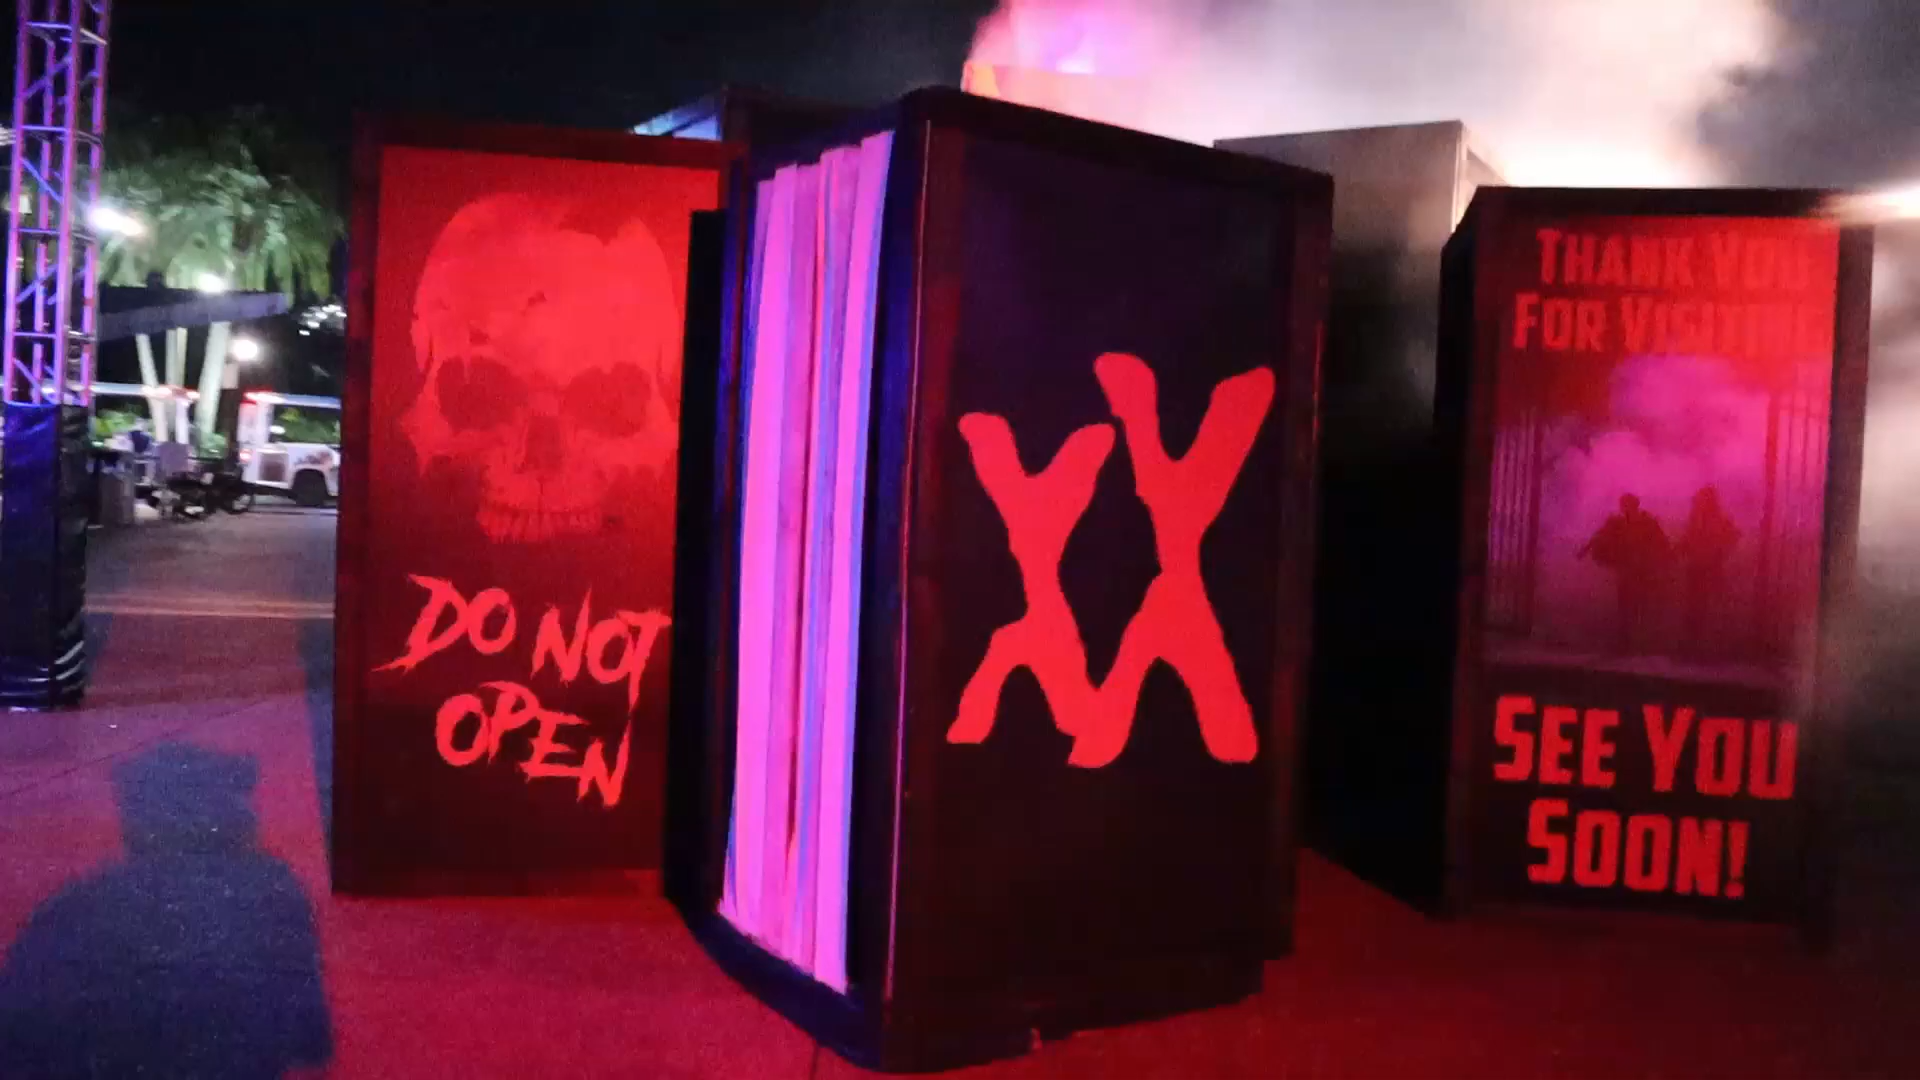 DO NOT
OPEN
XX
THANK YOU
FOR VISITING
SEE YOU
SOON!